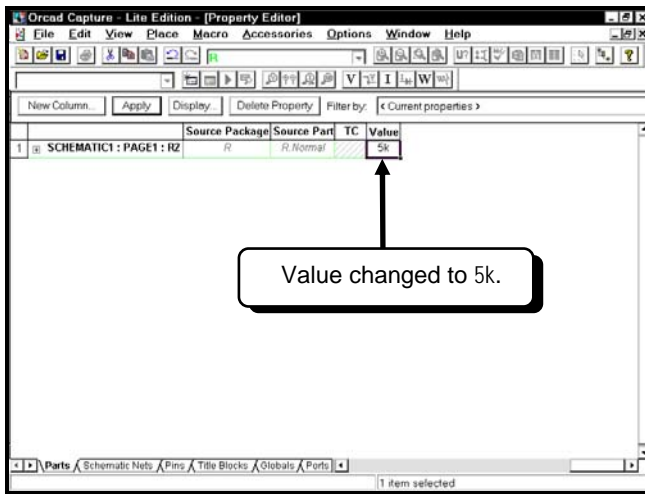 Orcad Capture - Lite Edition - [Property Editor]
File Edit View Place Macro Accessories Options Window Help
R
U?
V I W
New Column... Apply Display... Delete Property Filter by: < Current properties >
Source Package Source Part TC Value
1 SCHEMATIC1 : PAGE1 : R2 R R.Normal 5k
Value changed to 5k.
Parts Schematic Nets Pins Title Blocks Globals Ports
1 item selected